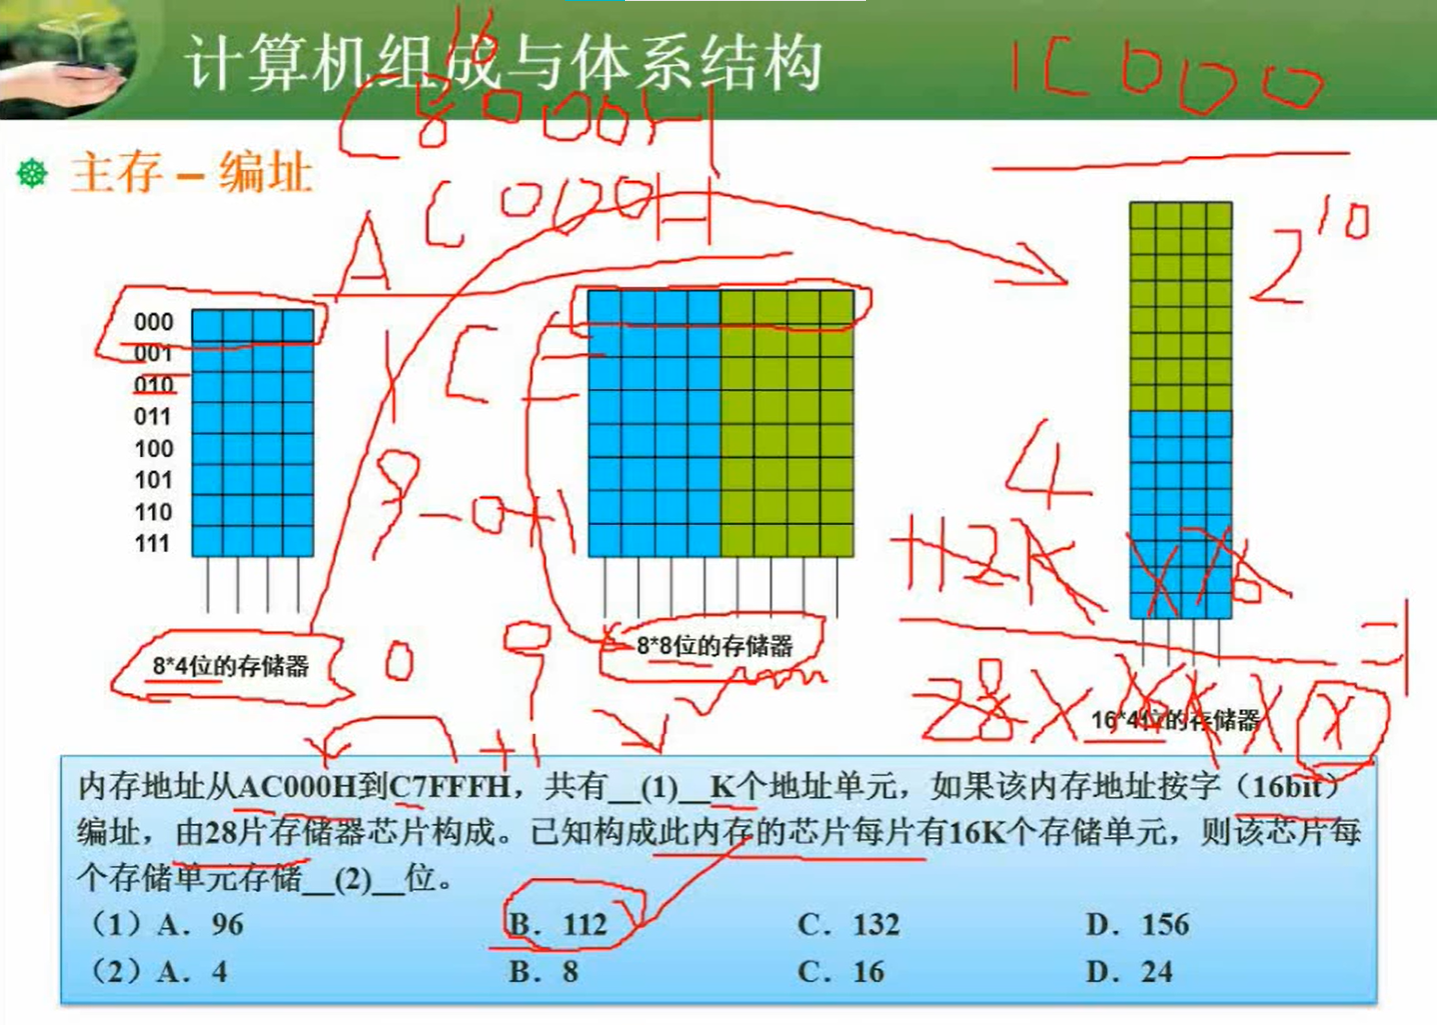 计算机组成与体系结构
1C000
16
C8000H
主存 – 编址
AC000H
2^10
000
001
010
011
100
101
110
111
4
112K × 16
= 1
28 × 16K × x
8*4位的存储器
8*8位的存储器
16*4位的存储器
内存地址从AC000H到C7FFFH，共有__(1)__K个地址单元，如果该内存地址按字（16bit）
编址，由28片存储器芯片构成。已知构成此内存的芯片每片有16K个存储单元，则该芯片每
个存储单元存储__(2)__位。
（1）A．96 B．112 C．132 D．156
（2）A．4 B．8 C．16 D．24